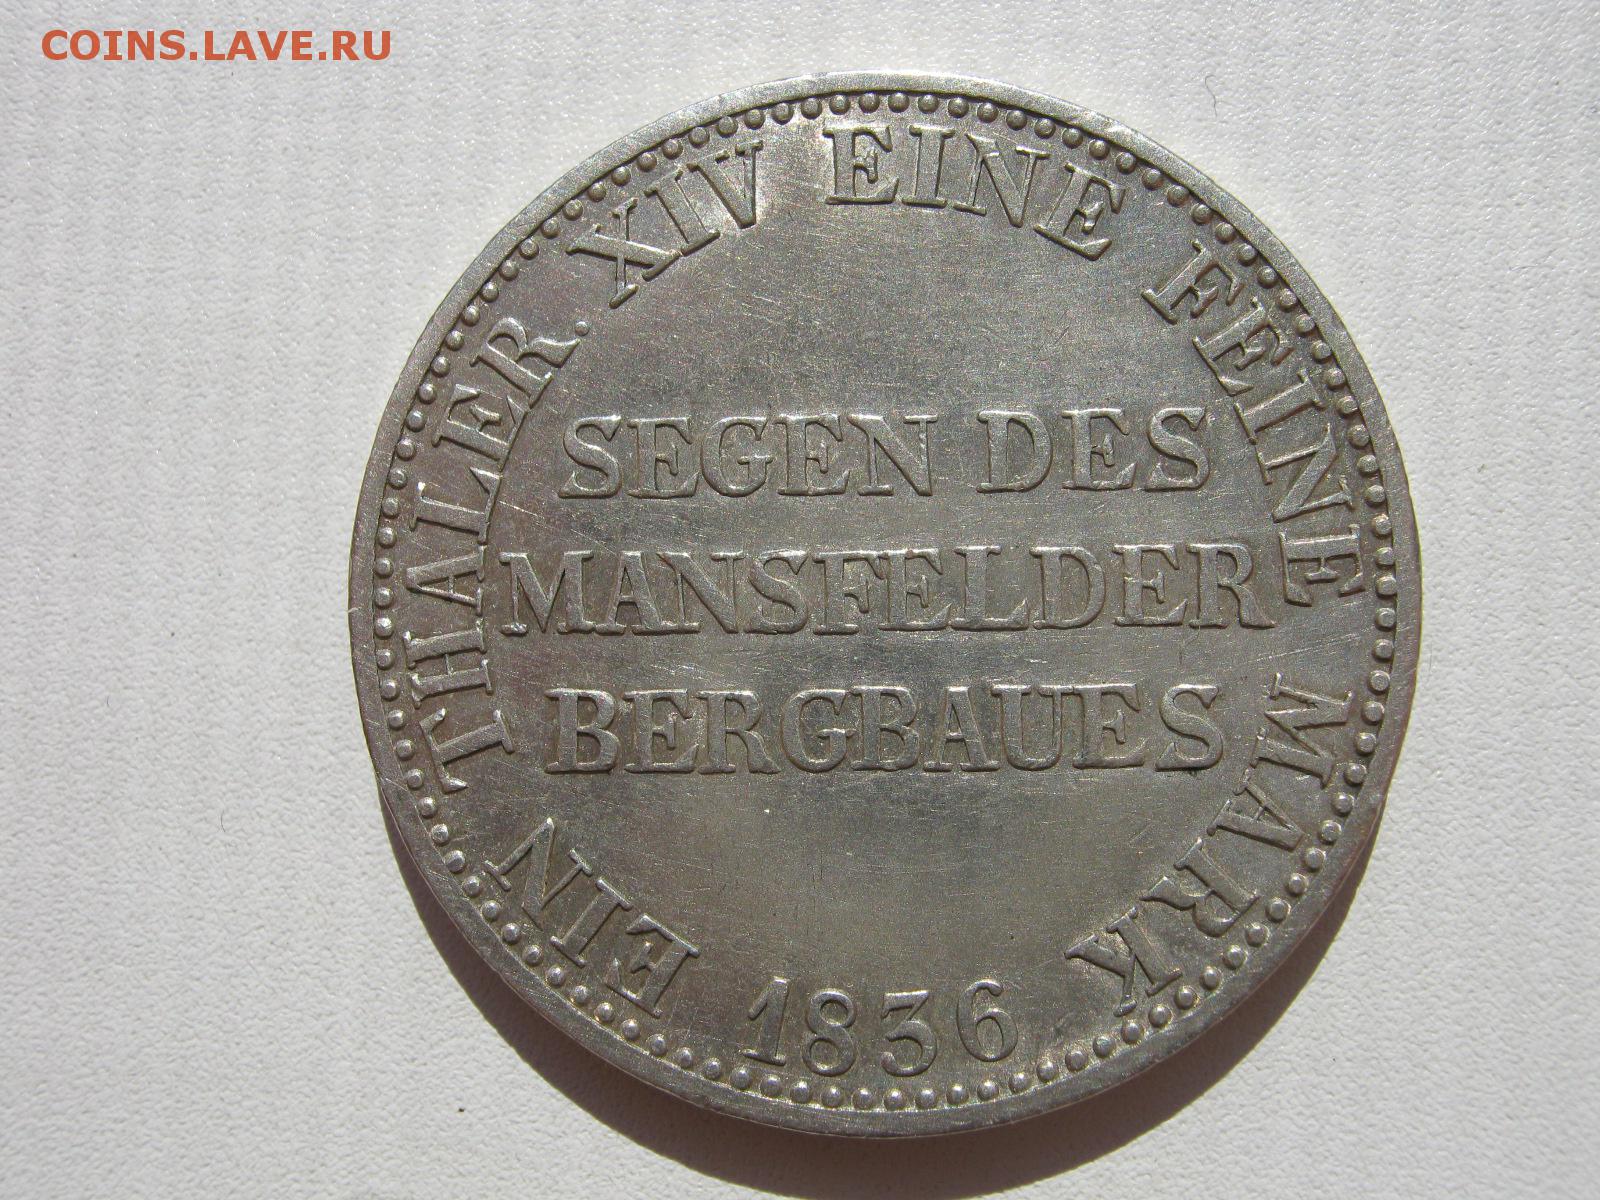 COINS.LAVE.RU
EIN THALER. XIV EINE FEINE MARK
SEGEN DES
MANSFELDER
BERGBAUES
1836